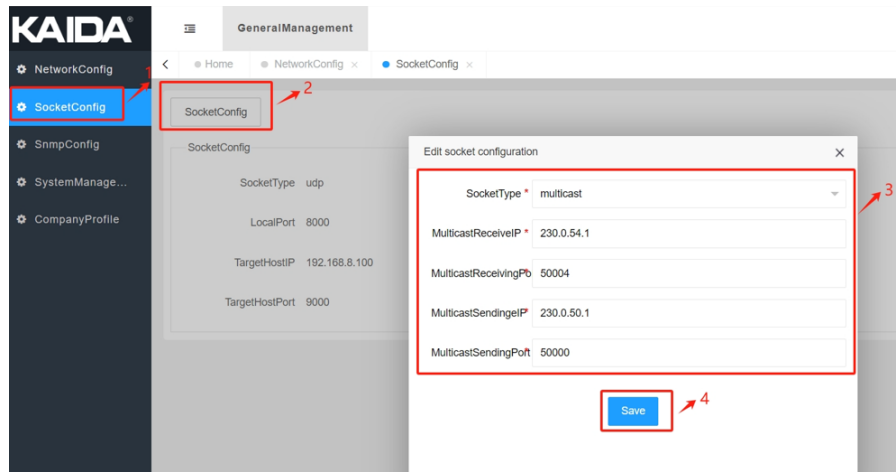 KAIDA®
GeneralManagement
Home
NetworkConfig ×
SocketConfig ×
NetworkConfig
1
SocketConfig
SnmpConfig
SystemManage...
CompanyProfile
SocketConfig
2
SocketConfig
SocketType udp
LocalPort 8000
TargetHostIP 192.168.8.100
TargetHostPort 9000
Edit socket configuration
SocketType * multicast
3
MulticastReceiveIP * 230.0.54.1
MulticastReceivingPo* 50004
MulticastSendingeIP* 230.0.50.1
MulticastSendingPort* 50000
Save
4